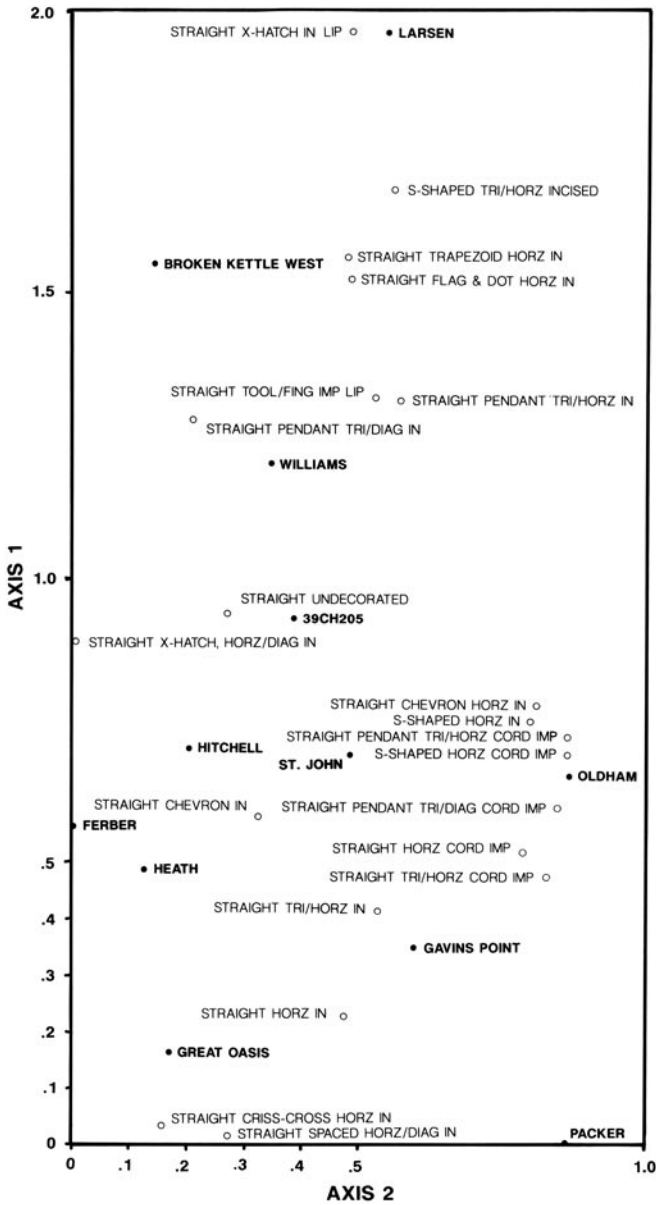 2.0
STRAIGHT X-HATCH IN LIP
LARSEN
S-SHAPED TRI/HORZ INCISED
STRAIGHT TRAPEZOID HORZ IN
BROKEN KETTLE WEST
STRAIGHT FLAG & DOT HORZ IN
1.5
STRAIGHT TOOL/FING IMP LIP
STRAIGHT PENDANT TRI/HORZ IN
STRAIGHT PENDANT TRI/DIAG IN
WILLIAMS
AXIS 1
1.0
STRAIGHT UNDECORATED
39CH205
STRAIGHT X-HATCH, HORZ/DIAG IN
STRAIGHT CHEVRON HORZ IN
S-SHAPED HORZ IN
STRAIGHT PENDANT TRI/HORZ CORD IMP
HITCHELL
S-SHAPED HORZ CORD IMP
ST. JOHN
OLDHAM
STRAIGHT CHEVRON IN
STRAIGHT PENDANT TRI/DIAG CORD IMP
FERBER
STRAIGHT HORZ CORD IMP
.5
HEATH
STRAIGHT TRI/HORZ CORD IMP
STRAIGHT TRI/HORZ IN
.4
GAVINS POINT
.3
STRAIGHT HORZ IN
.2
GREAT OASIS
.1
STRAIGHT CRISS-CROSS HORZ IN
STRAIGHT SPACED HORZ/DIAG IN
PACKER
0
0 .1 .2 .3 .4 .5 1.0
AXIS 2